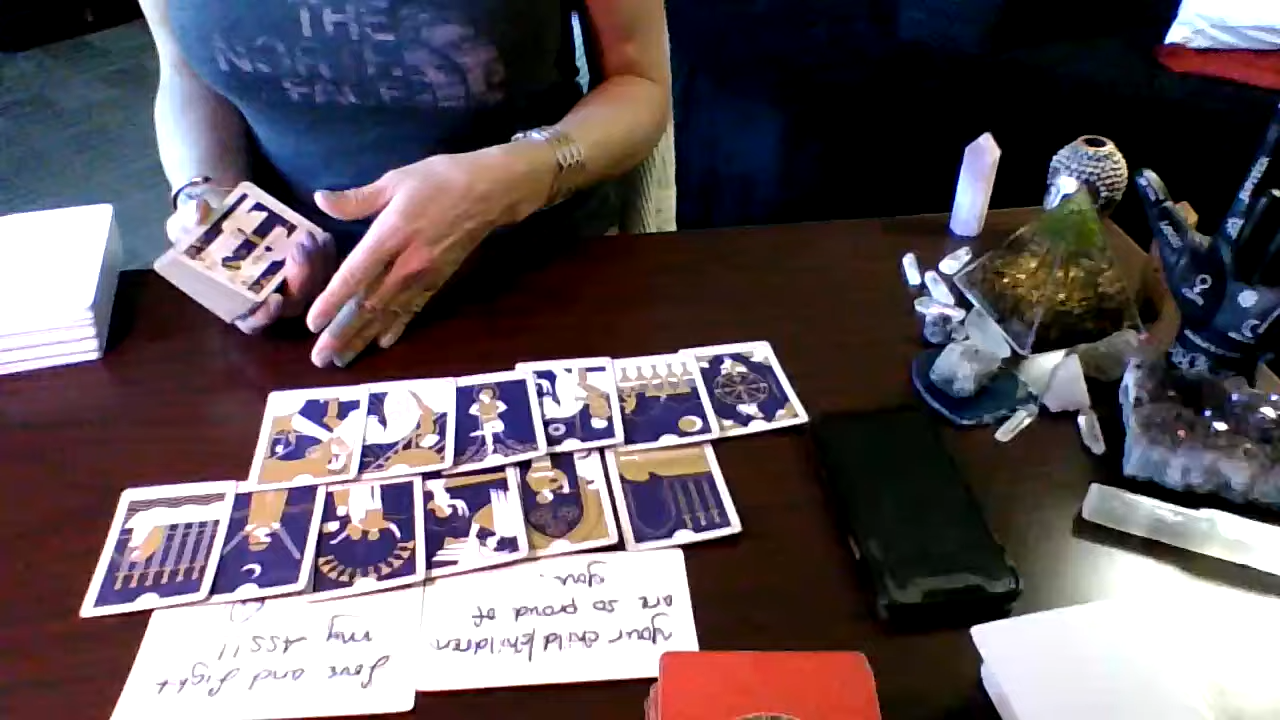 THE
NORTH FACE
Love and Light
my ASS!!
your child/children
are so proud of
you.